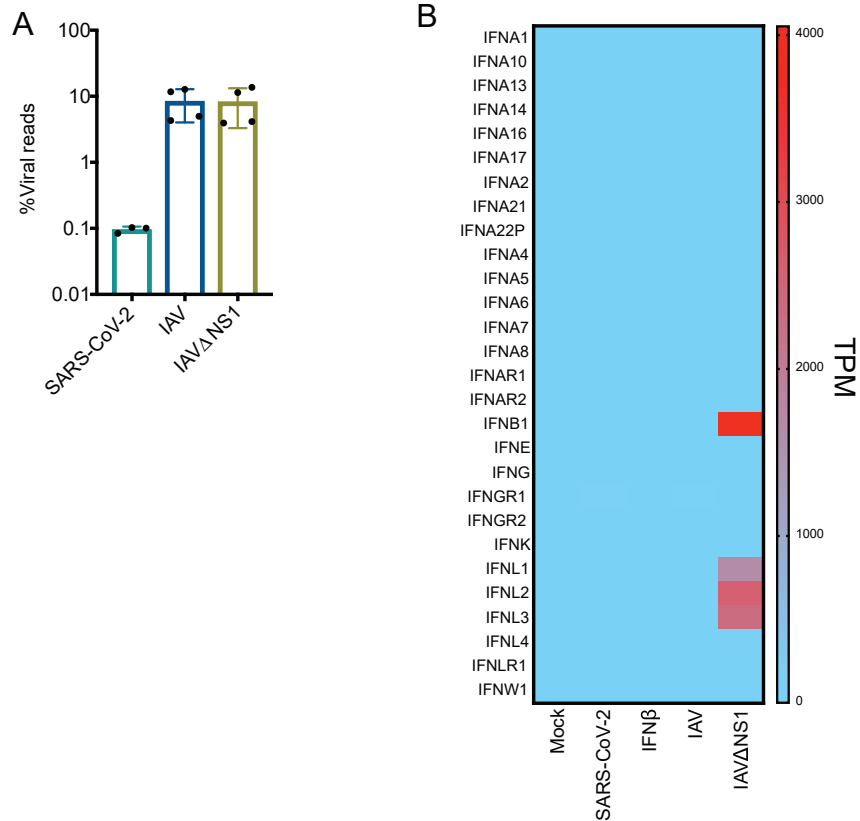 A
%Viral reads
100
10
1
0.1
0.01
SARS-CoV-2
IAV
IAVΔNS1
B
IFNA1
IFNA10
IFNA13
IFNA14
IFNA16
IFNA17
IFNA2
IFNA21
IFNA22P
IFNA4
IFNA5
IFNA6
IFNA7
IFNA8
IFNAR1
IFNAR2
IFNB1
IFNE
IFNG
IFNGR1
IFNGR2
IFNK
IFNL1
IFNL2
IFNL3
IFNL4
IFNLR1
IFNW1
Mock
SARS-CoV-2
IFNβ
IAV
IAVΔNS1
4000
3000
2000
1000
0
TPM